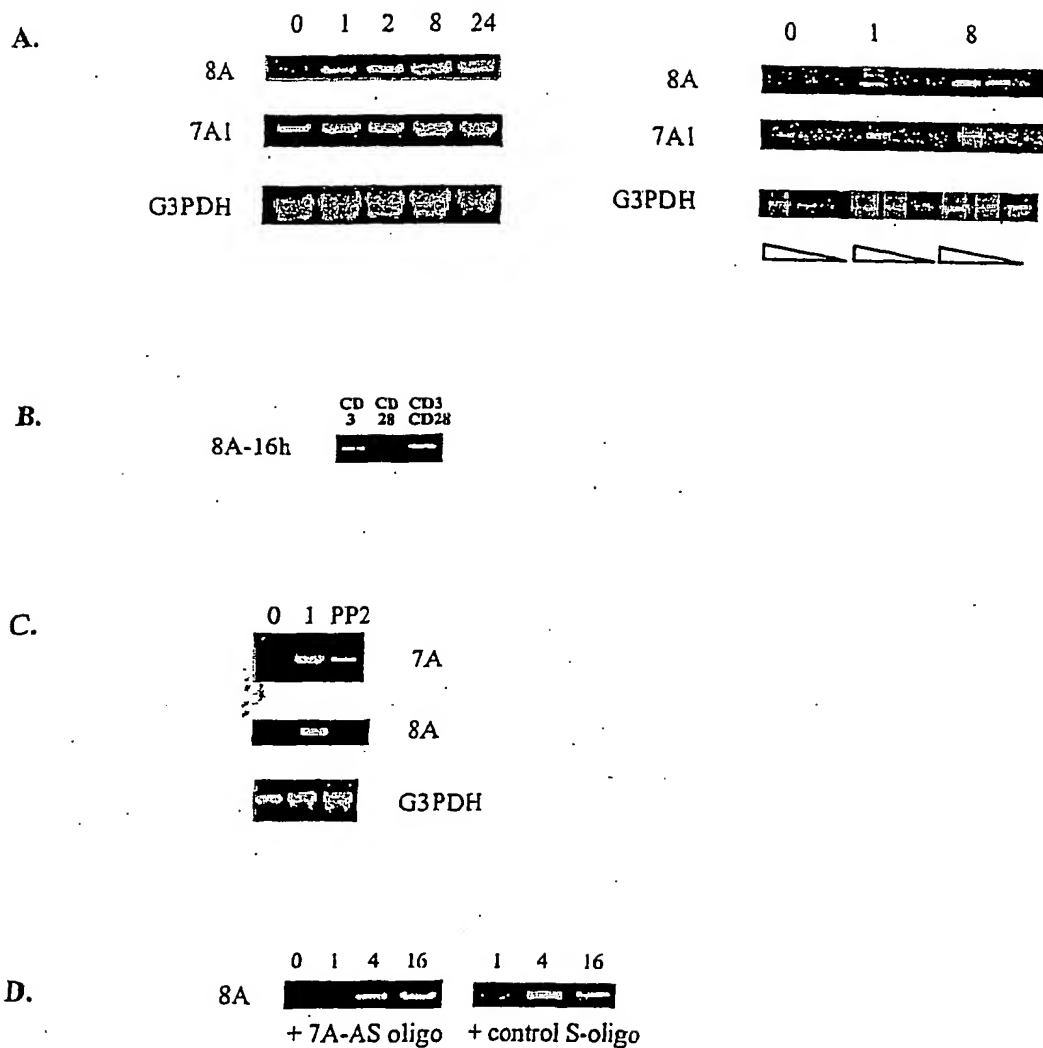 A.
0 1 2 8 24
8A
7A1
G3PDH
0 1 8
8A
7A1
G3PDH
B.
CD CD CD3
3 28 CD28
8A-16h
C.
0 1 PP2
7A
8A
G3PDH
D.
0 1 4 16
8A
+ 7A-AS oligo
1 4 16
+ control S-oligo